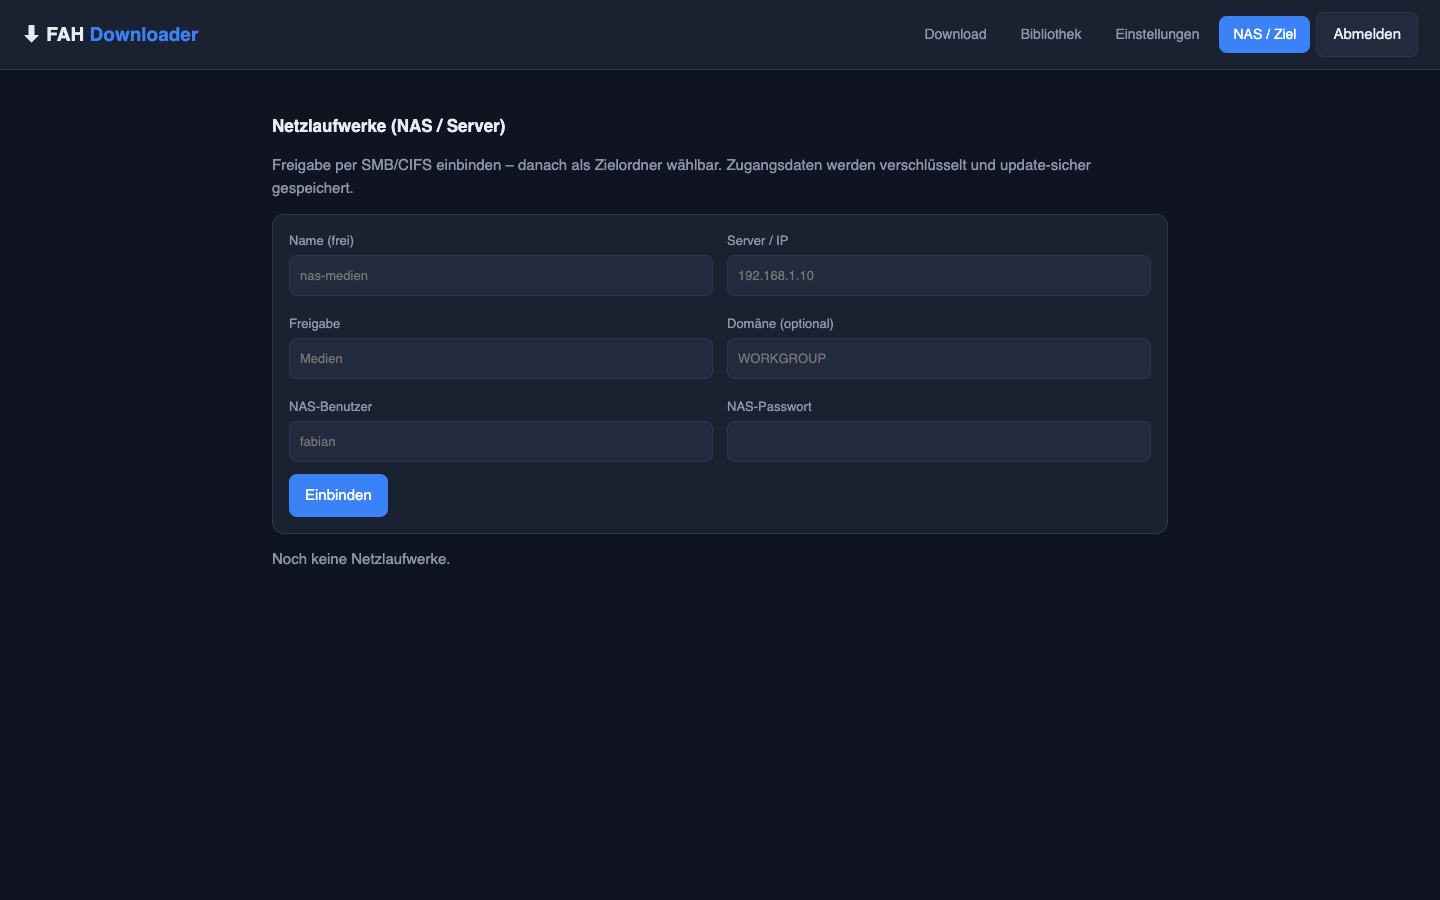 ⬇ FAH Downloader
Download
Bibliothek
Einstellungen
NAS / Ziel
Abmelden
Netzlaufwerke (NAS / Server)
Freigabe per SMB/CIFS einbinden – danach als Zielordner wählbar. Zugangsdaten werden verschlüsselt und update-sicher
gespeichert.
Name (frei)
nas-medien
Server / IP
192.168.1.10
Freigabe
Medien
Domäne (optional)
WORKGROUP
NAS-Benutzer
fabian
NAS-Passwort
Einbinden
Noch keine Netzlaufwerke.